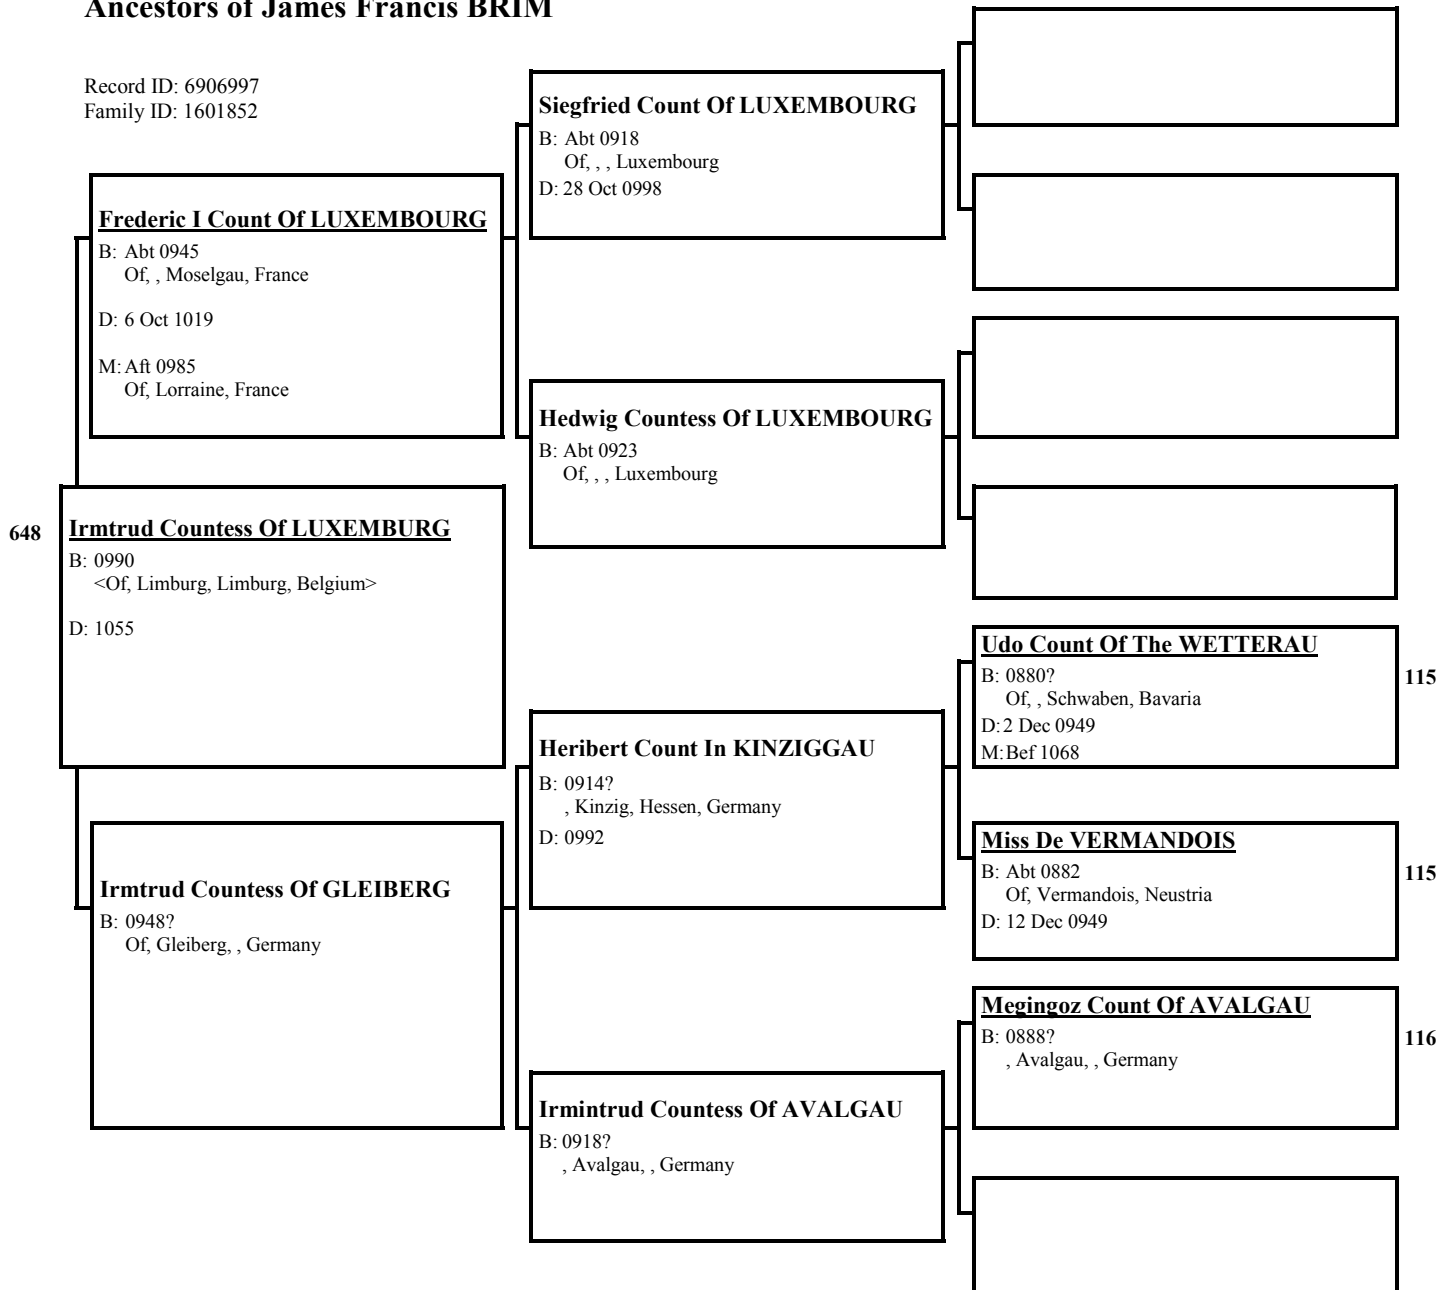 Ancestors of James Francis BRIM
Record ID: 6906997
Family ID: 1601852
Siegfried Count Of LUXEMBOURG
B: Abt 0918
Of, , , Luxembourg
D: 28 Oct 0998
Frederic I Count Of LUXEMBOURG
B: Abt 0945
Of, , Moselgau, France
D: 6 Oct 1019
M: Aft 0985
Of, Lorraine, France
Hedwig Countess Of LUXEMBOURG
B: Abt 0923
Of, , , Luxembourg
648
Irmtrud Countess Of LUXEMBURG
B: 0990
<Of, Limburg, Limburg, Belgium>
D: 1055
Udo Count Of The WETTERAU
B: 0880?
Of, , Schwaben, Bavaria
D: 2 Dec 0949
M: Bef 1068
115
Heribert Count In KINZIGGAU
B: 0914?
, Kinzig, Hessen, Germany
D: 0992
Miss De VERMANDOIS
B: Abt 0882
Of, Vermandois, Neustria
D: 12 Dec 0949
115
Irmtrud Countess Of GLEIBERG
B: 0948?
Of, Gleiberg, , Germany
Megingoz Count Of AVALGAU
B: 0888?
, Avalgau, , Germany
116
Irmintrud Countess Of AVALGAU
B: 0918?
, Avalgau, , Germany